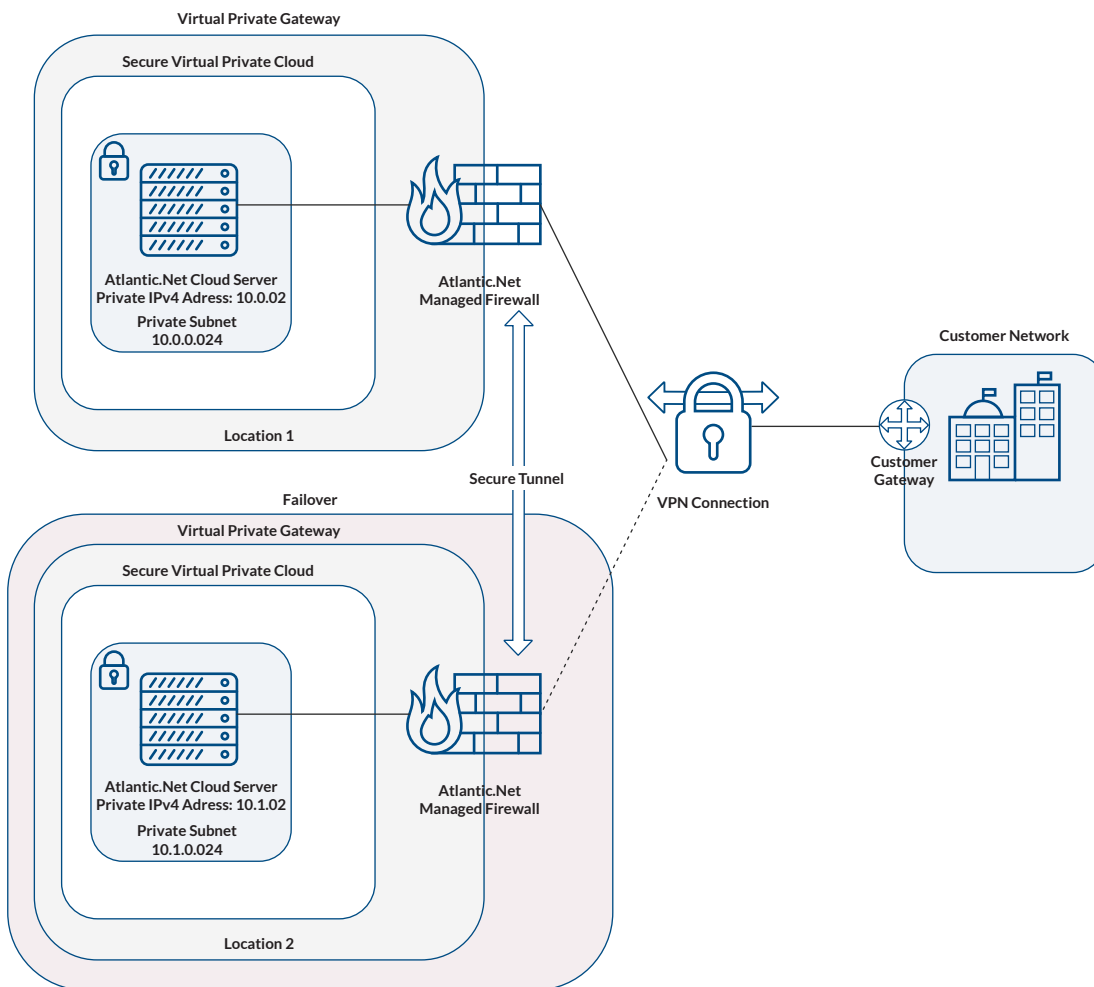 Virtual Private Gateway
Secure Virtual Private Cloud
Atlantic.Net Cloud Server
Private IPv4 Adress: 10.0.02
Private Subnet
10.0.0.024
Location 1
Atlantic.Net
Managed Firewall
Secure Tunnel
VPN Connection
Customer Network
Customer
Gateway
Failover
Virtual Private Gateway
Secure Virtual Private Cloud
Atlantic.Net Cloud Server
Private IPv4 Adress: 10.1.02
Private Subnet
10.1.0.024
Location 2
Atlantic.Net
Managed Firewall